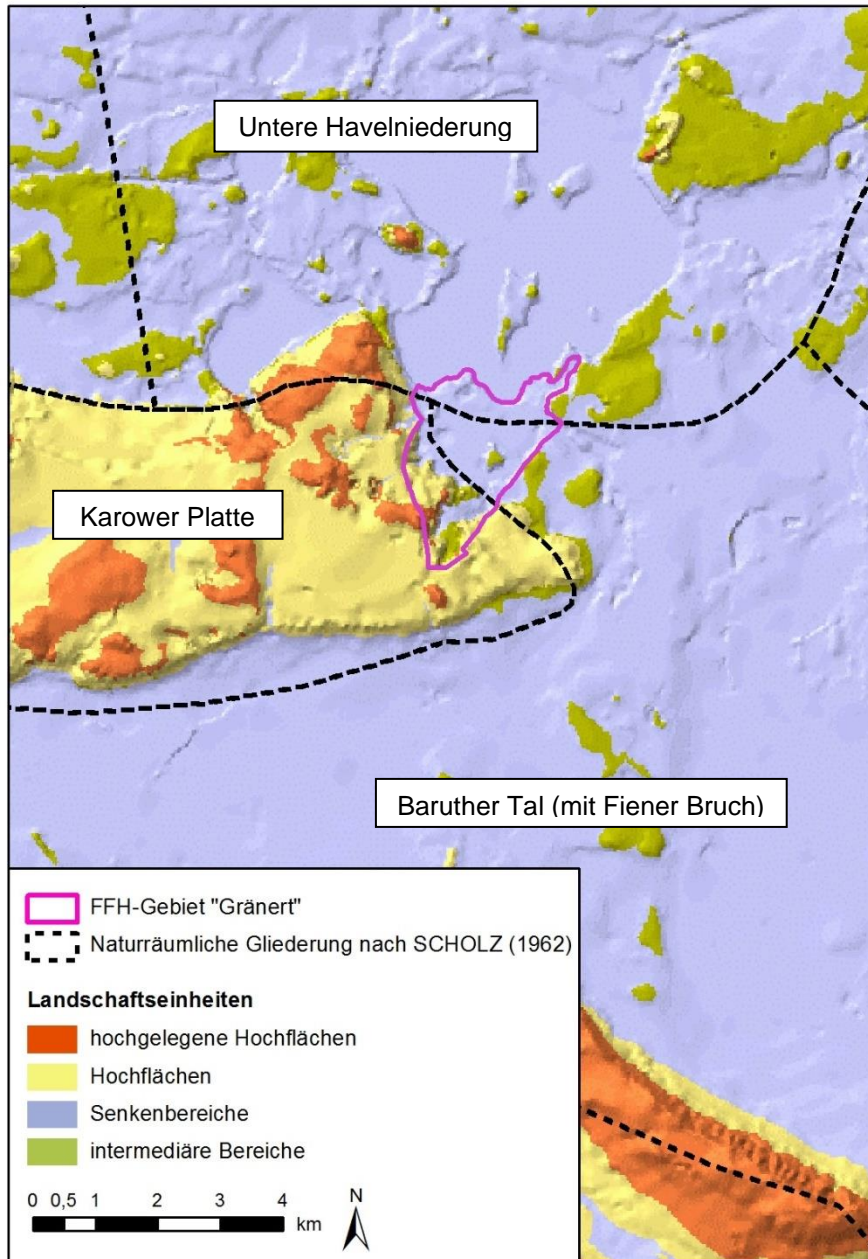 Untere Havelniederung
Karower Platte
Baruther Tal (mit Fiener Bruch)
FFH-Gebiet "Gränert"
Naturräumliche Gliederung nach SCHOLZ (1962)
Landschaftseinheiten
hochgelegene Hochflächen
Hochflächen
Senkenbereiche
intermediäre Bereiche
0 0,5 1 2 3 4
km
N